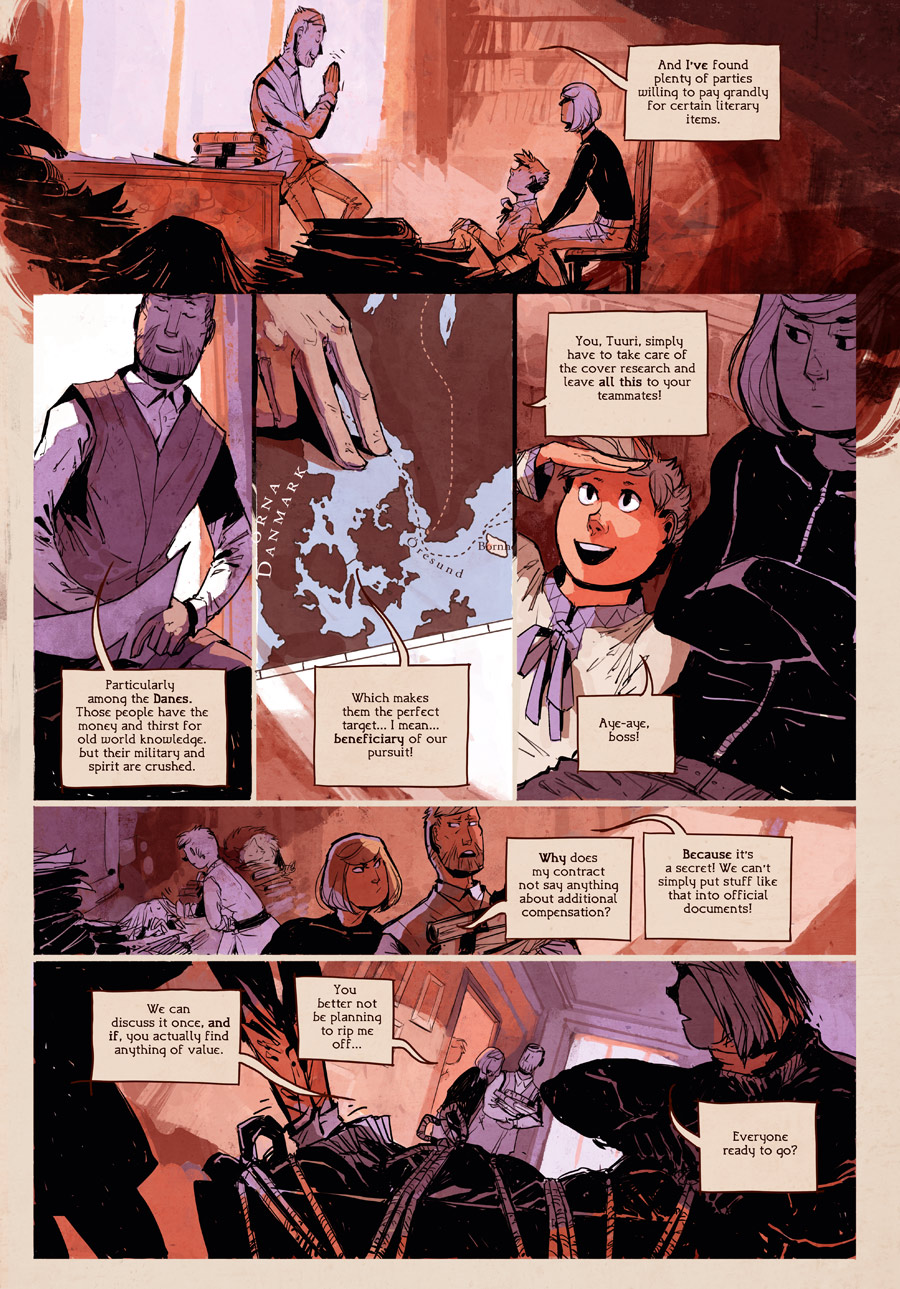 And I've found
plenty of parties
willing to pay grandly
for certain literary
items.
Particularly
among the Danes.
Those people have the
money and thirst for
old world knowledge.
but their military and
spirit are crushed.
ORNA
DANMARK
Öresund
Bornh
Which makes
them the perfect
target... I mean...
beneficiary of our
pursuit!
You, Tuuri, simply
have to take care of
the cover research and
leave all this to your
teammates!
Aye-aye,
boss!
Why does
my contract
not say anything
about additional
compensation?
Because it's
a secret! We can't
simply put stuff like
that into official
documents!
We can
discuss it once, and
if, you actually find
anything of value.
You
better not
be planning
to rip me
off...
Everyone
ready to go?